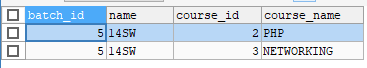 batch_id name course_id course_name
5 14SW 2 PHP
5 14SW 3 NETWORKING